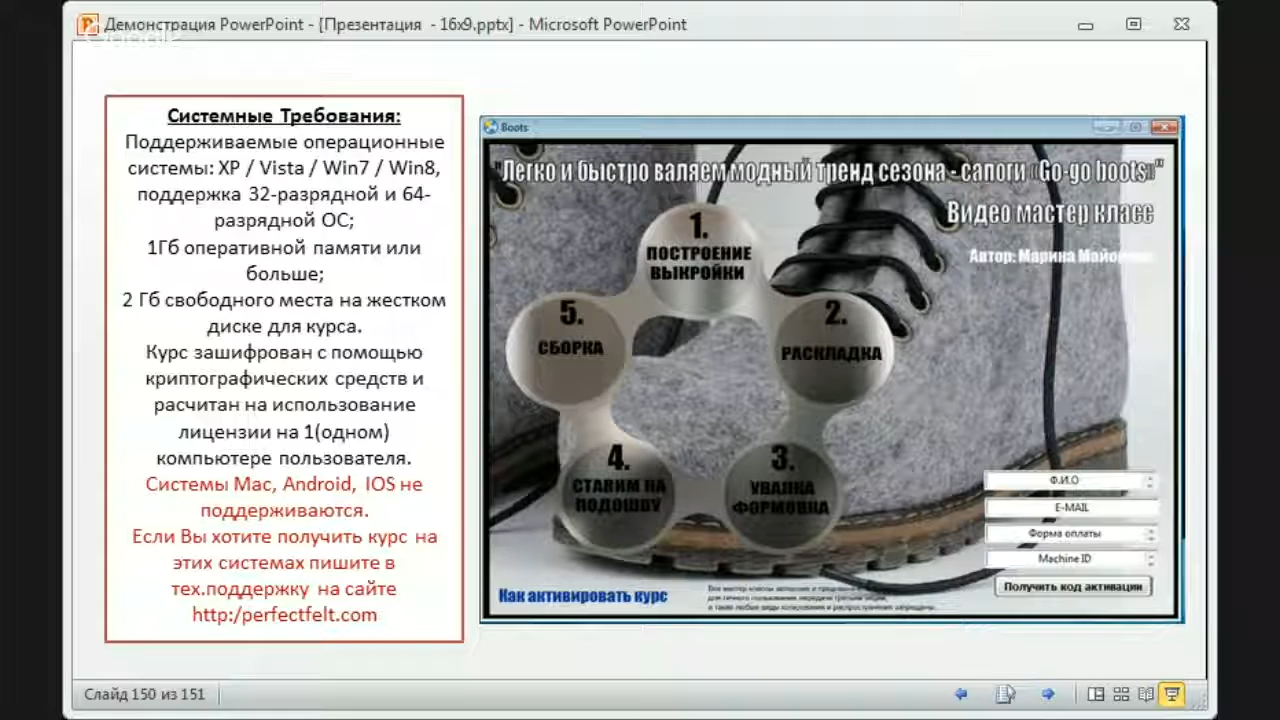 Демонстрация PowerPoint - [Презентация - 16x9.pptx] - Microsoft PowerPoint
Системные Требования:
Поддерживаемые операционные
системы: XP / Vista / Win7 / Win8,
поддержка 32-разрядной и 64-
разрядной ОС;
1Гб оперативной памяти или
больше;
2 Гб свободного места на жестком
диске для курса.
Курс зашифрован с помощью
криптографических средств и
расчитан на использование
лицензии на 1(одном)
компьютере пользователя.
Системы Mac, Android, IOS не
поддерживаются.
Если Вы хотите получить курс на
этих системах пишите в
тех.поддержку на сайте
http:/perfectfelt.com
Boots
"Легко и быстро валяем модный тренд сезона - сапоги «Go-go boots»"
Видео мастер класс
Автор: Марина
1.
ПОСТРОЕНИЕ
ВЫКРОЙКИ
2.
РАСКЛАДКА
3.
УВАЛКА
ФОРМОВКА
4.
СТАВИМ НА
ПОДОШВУ
5.
СБОРКА
Ф.И.О
E-MAIL
Форма оплаты
Machine ID
Получить код активации
Как активировать курс
Слайд 150 из 151